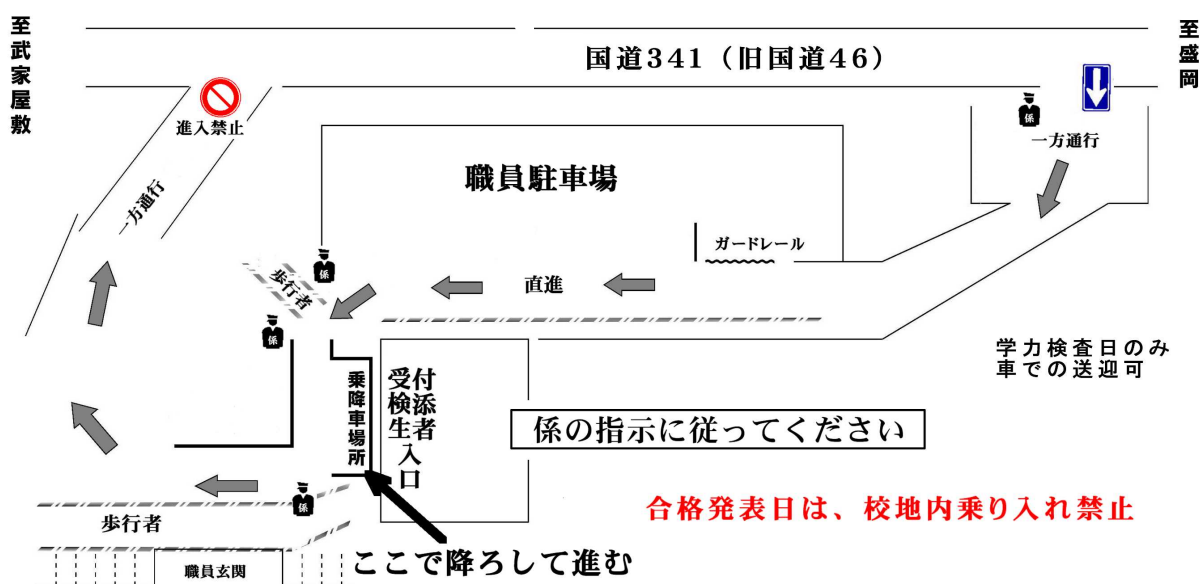 至武家屋敷
国道341（旧国道46）
至盛岡
進入禁止
係
一方通行
職員駐車場
一方通行
ガードレール
係
歩行者
直進
係
学力検査日のみ
車での送迎可
乗降車場所
付添者
受検生
入口
係の指示に従ってください
係
合格発表日は、校地内乗り入れ禁止
歩行者
ここで降ろして進む
職員玄関